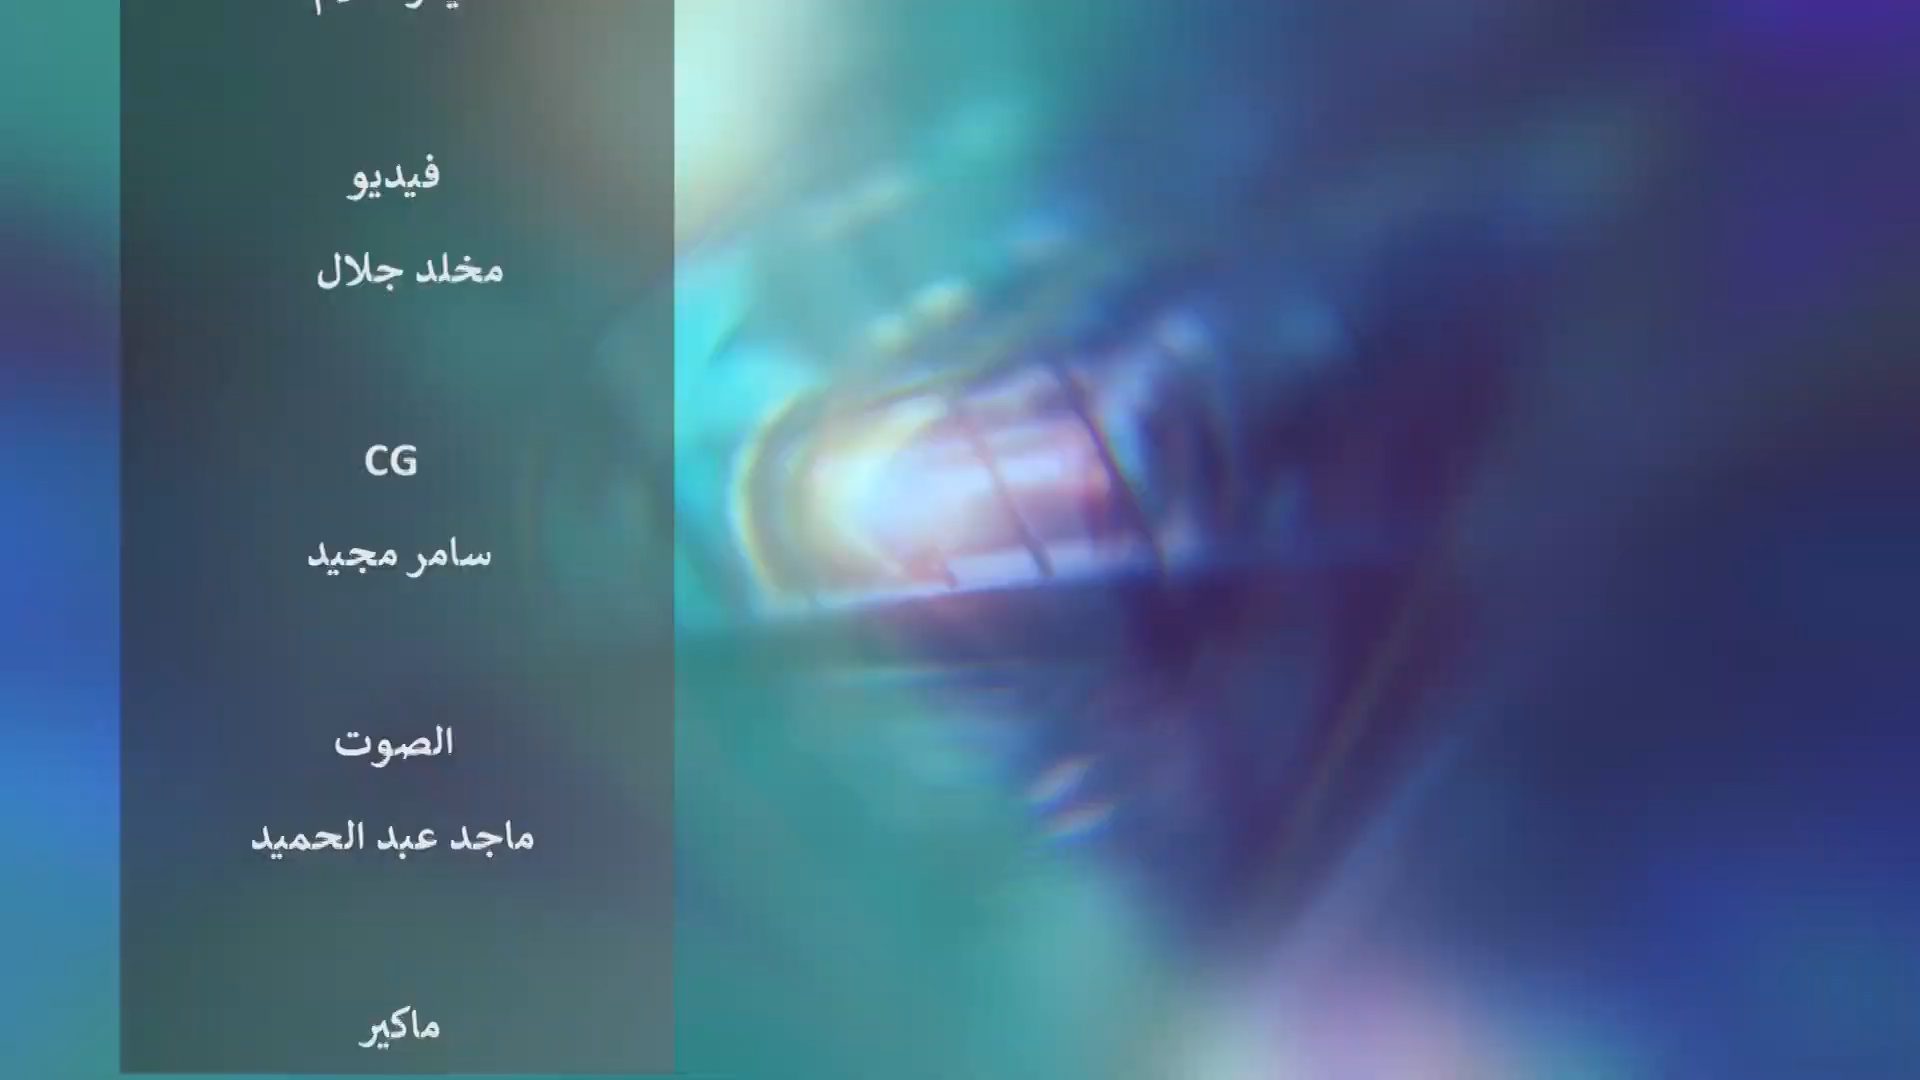 فيديو
مخلد جلال
CG
سامر مجيد
الصوت
ماجد عبد الحميد
ماكير